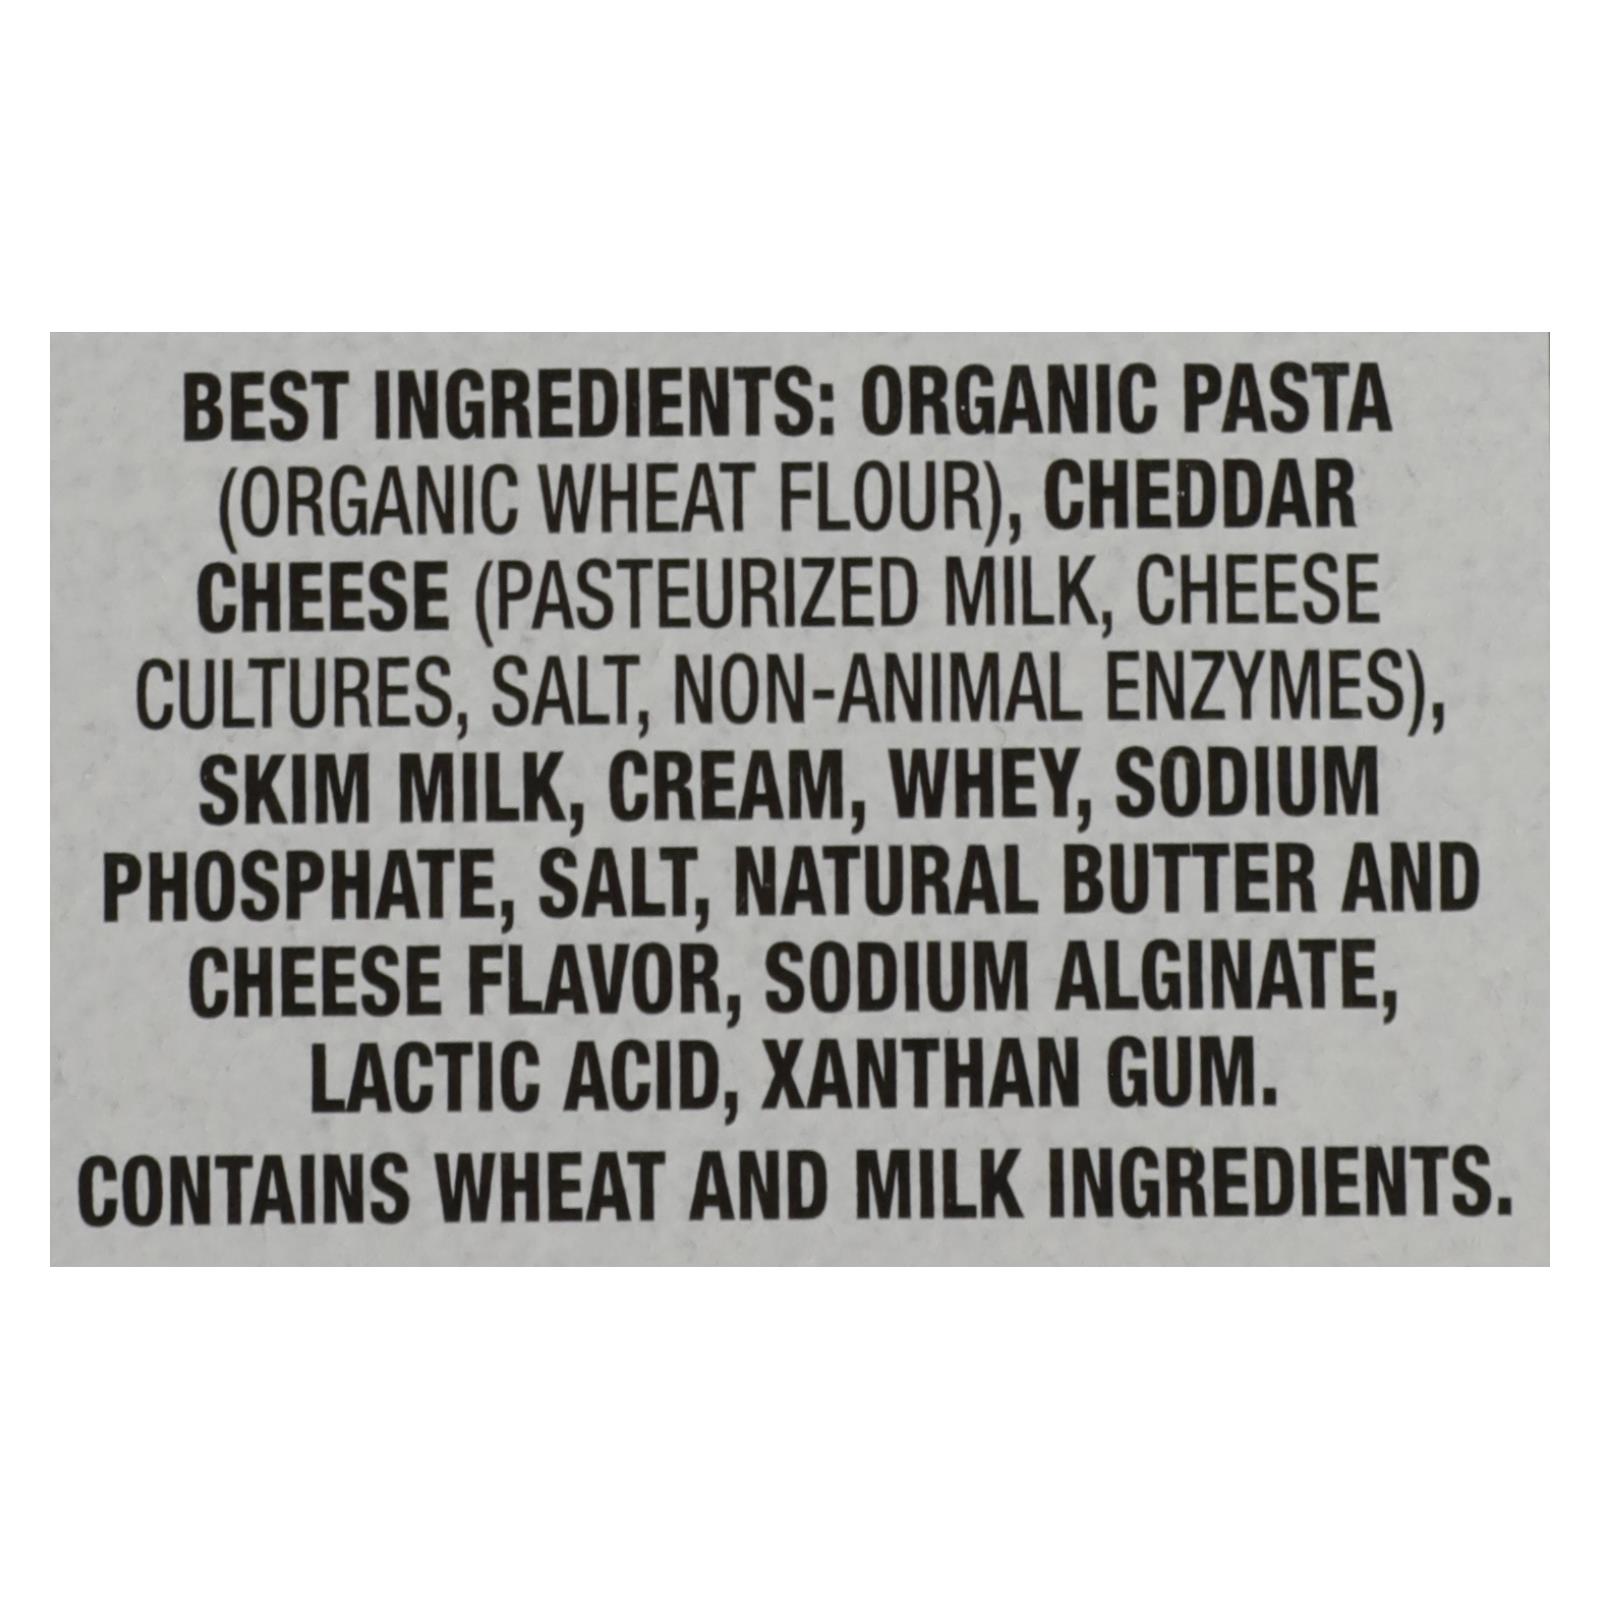 BEST INGREDIENTS: ORGANIC PASTA
(ORGANIC WHEAT FLOUR), CHEDDAR
CHEESE (PASTEURIZED MILK, CHEESE
CULTURES, SALT, NON-ANIMAL ENZYMES),
SKIM MILK, CREAM, WHEY, SODIUM
PHOSPHATE, SALT, NATURAL BUTTER AND
CHEESE FLAVOR, SODIUM ALGINATE,
LACTIC ACID, XANTHAN GUM.
CONTAINS WHEAT AND MILK INGREDIENTS.